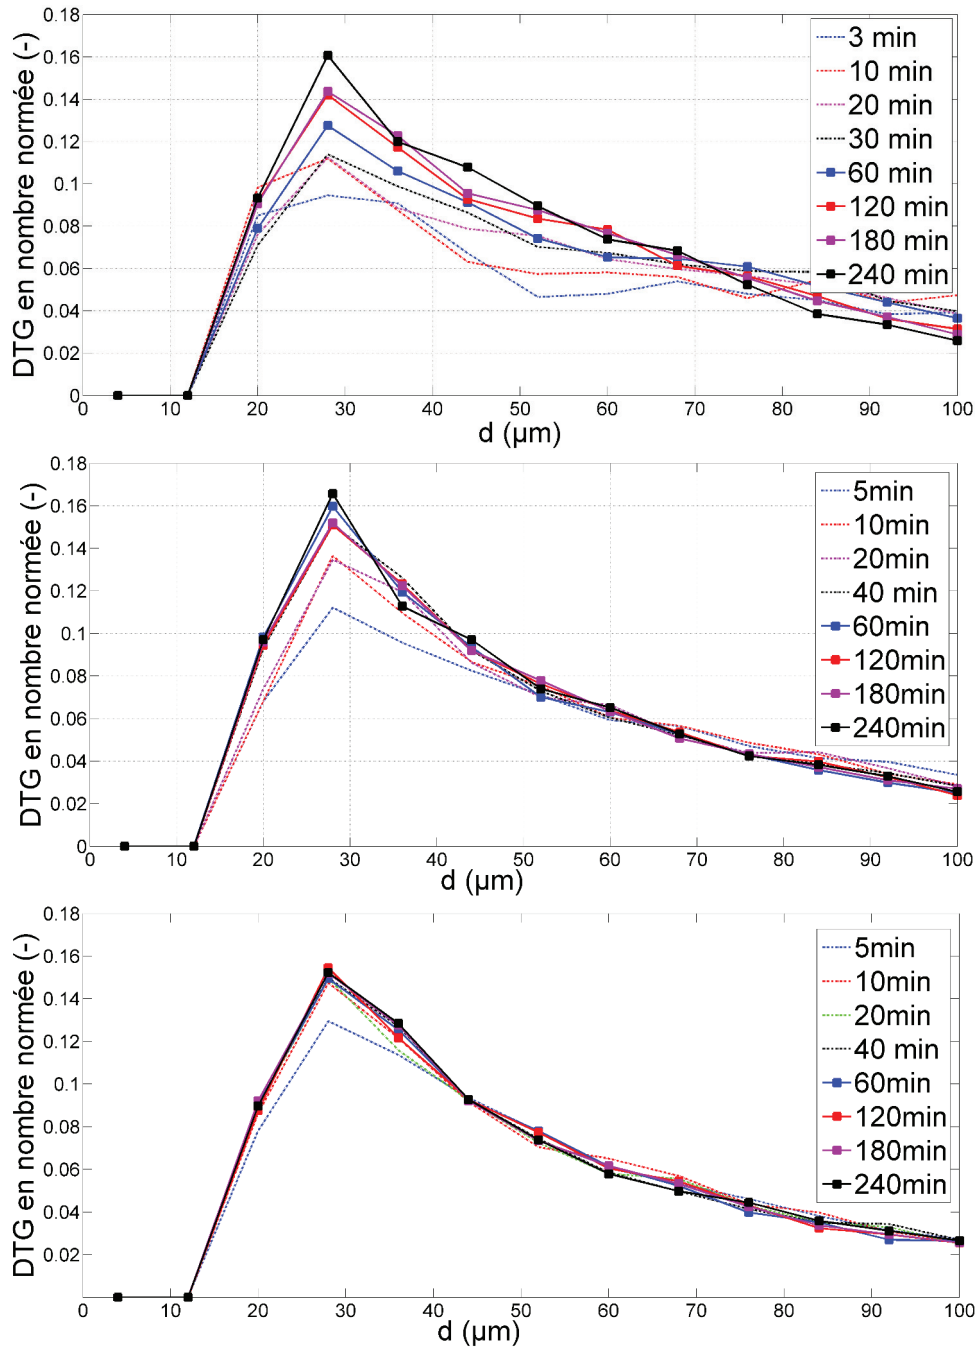 DTG en nombre normée (-)
0.18
0.16
0.14
0.12
0.1
0.08
0.06
0.04
0.02
0
3 min
10 min
20 min
30 min
60 min
120 min
180 min
240 min
0 10 20 30 40 50 60 70 80 90 100
d (µm)
DTG en nombre normée (-)
0.18
0.16
0.14
0.12
0.1
0.08
0.06
0.04
0.02
0
5min
10min
20min
40 min
60min
120min
180min
240min
0 10 20 30 40 50 60 70 80 90 100
d (µm)
DTG en nombre normée (-)
0.18
0.16
0.14
0.12
0.1
0.08
0.06
0.04
0.02
5min
10min
20min
40 min
60min
120min
180min
240min
0 10 20 30 40 50 60 70 80 90 100
d (µm)